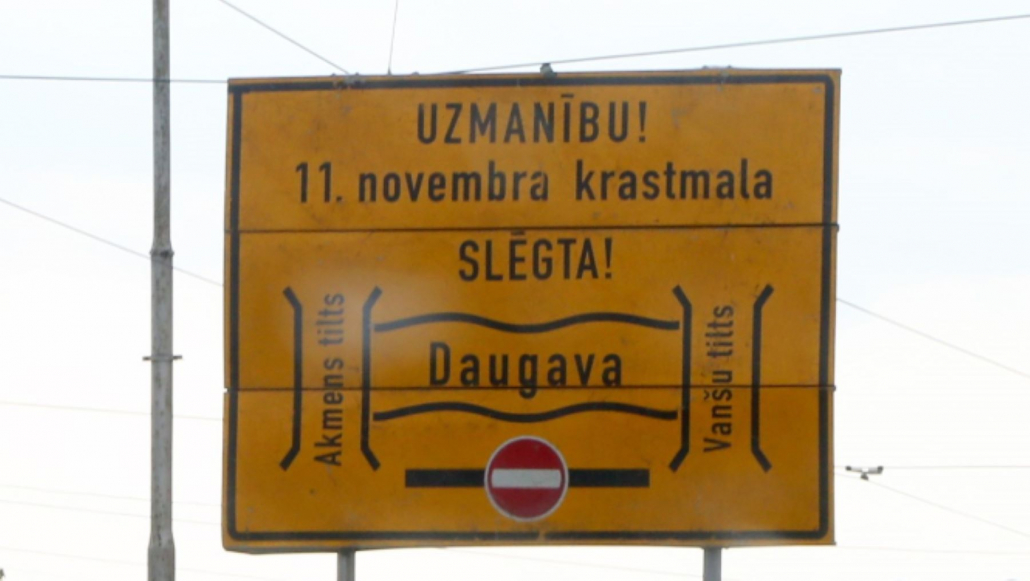 UZMANĪBU!
11. novembra krastmala
SLĒGTA!
Akmens tilts
Daugava
Vanšu tilts